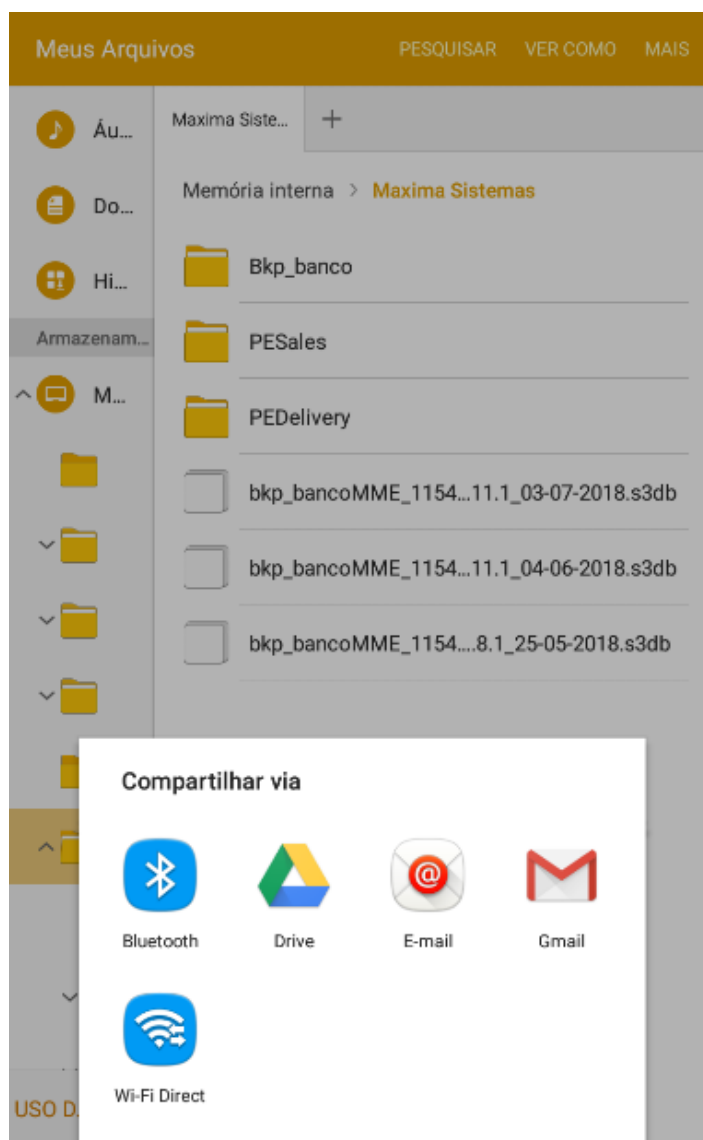 Meus Arquivos PESQUISAR VER COMO MAIS
Áu... Maxima Siste... +
Do... Memória interna > Maxima Sistemas
Hi... Bkp_banco
Armazenam... PESales
M... PEDelivery
bkp_bancoMME_1154...11.1_03-07-2018.s3db
bkp_bancoMME_1154...11.1_04-06-2018.s3db
bkp_bancoMME_1154....8.1_25-05-2018.s3db
Compartilhar via
Bluetooth Drive E-mail Gmail
Wi-Fi Direct
USO D.